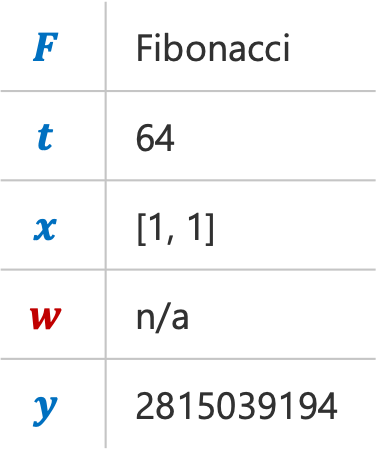 F Fibonacci
t 64
x [1, 1]
w n/a
y 2815039194